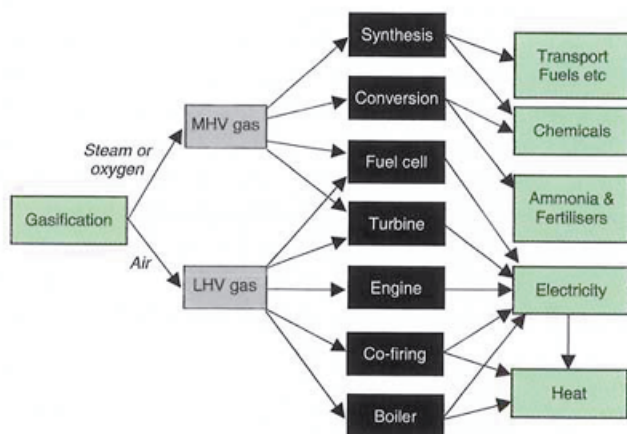 Synthesis
Transport
Fuels etc
MHV gas
Conversion
Chemicals
Steam or
oxygen
Fuel cell
Ammonia &
Fertilisers
Gasification
Turbine
Air
LHV gas
Engine
Electricity
Co-firing
Heat
Boiler